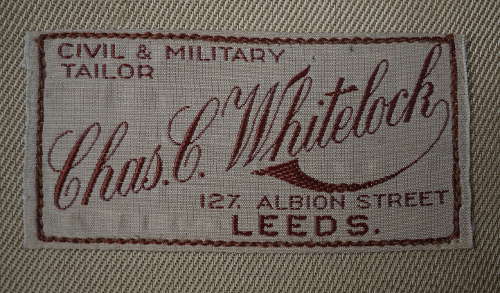 CIVIL & MILITARY
TAILOR
Chas. C. Whitelock
127, ALBION STREET
LEEDS.